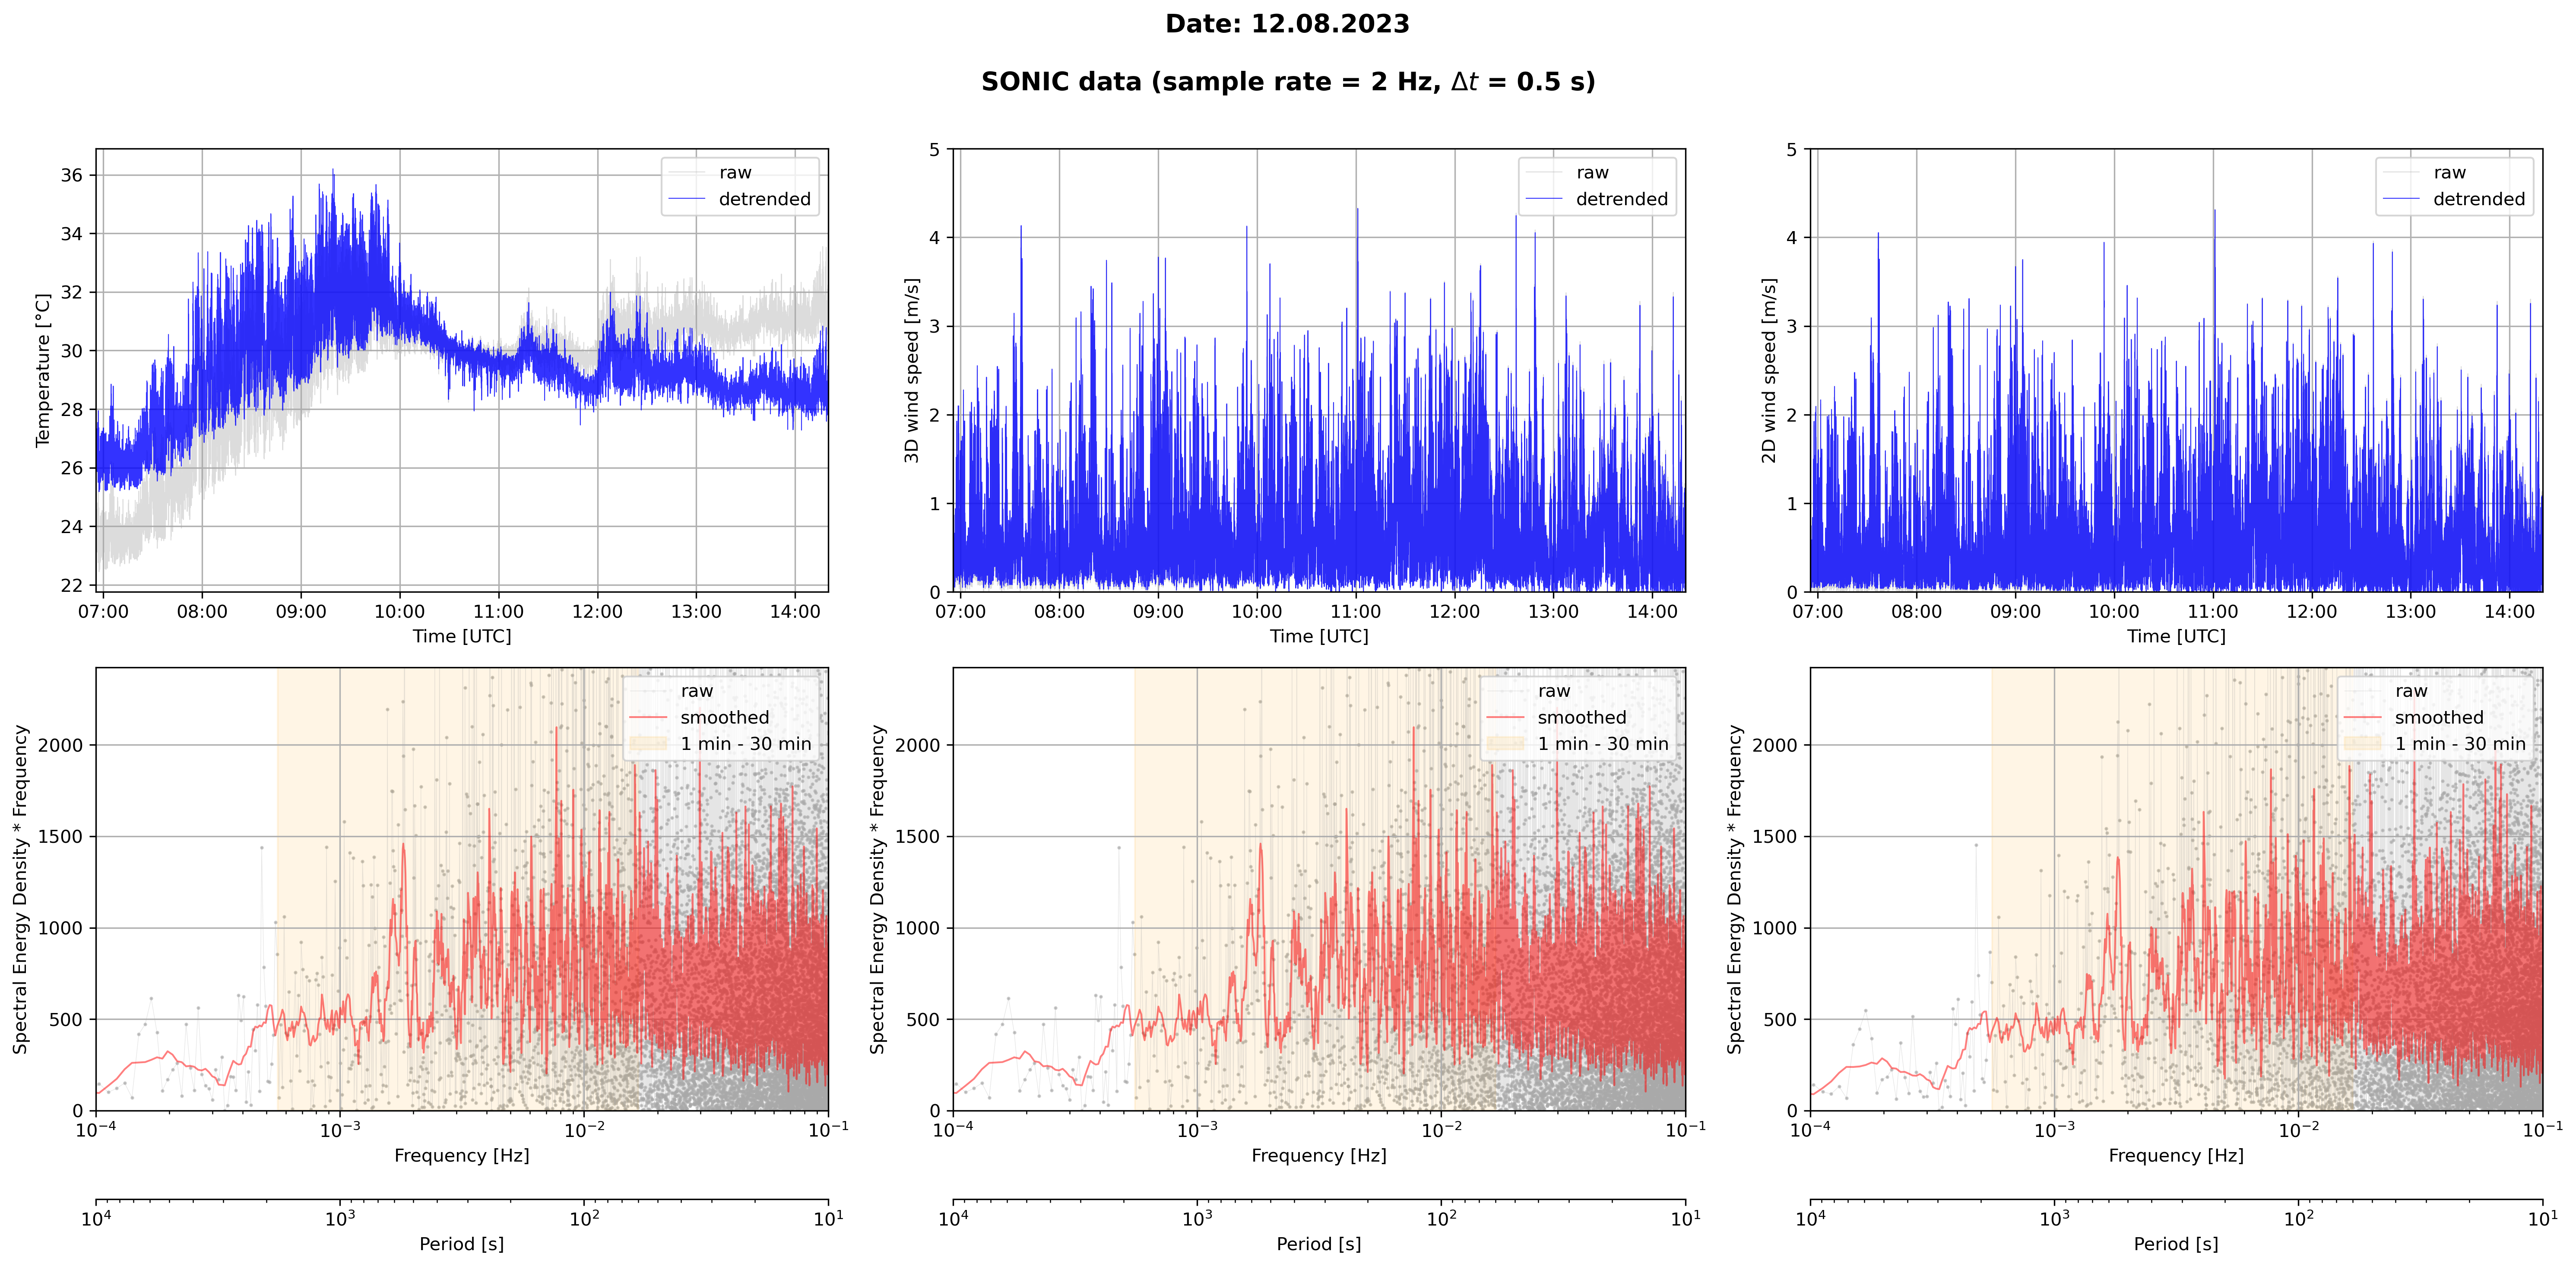 Date: 12.08.2023
SONIC data (sample rate = 2 Hz, Δt = 0.5 s)
Temperature [°C]
36
34
32
30
28
26
24
22
raw
detrended
07:00 08:00 09:00 10:00 11:00 12:00 13:00 14:00
Time [UTC]
3D wind speed [m/s]
5
4
3
2
1
0
raw
detrended
07:00 08:00 09:00 10:00 11:00 12:00 13:00 14:00
Time [UTC]
2D wind speed [m/s]
5
4
3
2
1
0
raw
detrended
07:00 08:00 09:00 10:00 11:00 12:00 13:00 14:00
Time [UTC]
Spectral Energy Density * Frequency
2000
1500
1000
500
0
raw
smoothed
1 min - 30 min
10⁻⁴ 10⁻³ 10⁻² 10⁻¹
Frequency [Hz]
10⁴ 10³ 10² 10¹
Period [s]
Spectral Energy Density * Frequency
2000
1500
1000
500
0
raw
smoothed
1 min - 30 min
10⁻⁴ 10⁻³ 10⁻² 10⁻¹
Frequency [Hz]
10⁴ 10³ 10² 10¹
Period [s]
Spectral Energy Density * Frequency
2000
1500
1000
500
0
raw
smoothed
1 min - 30 min
10⁻⁴ 10⁻³ 10⁻² 10⁻¹
Frequency [Hz]
10⁴ 10³ 10² 10¹
Period [s]